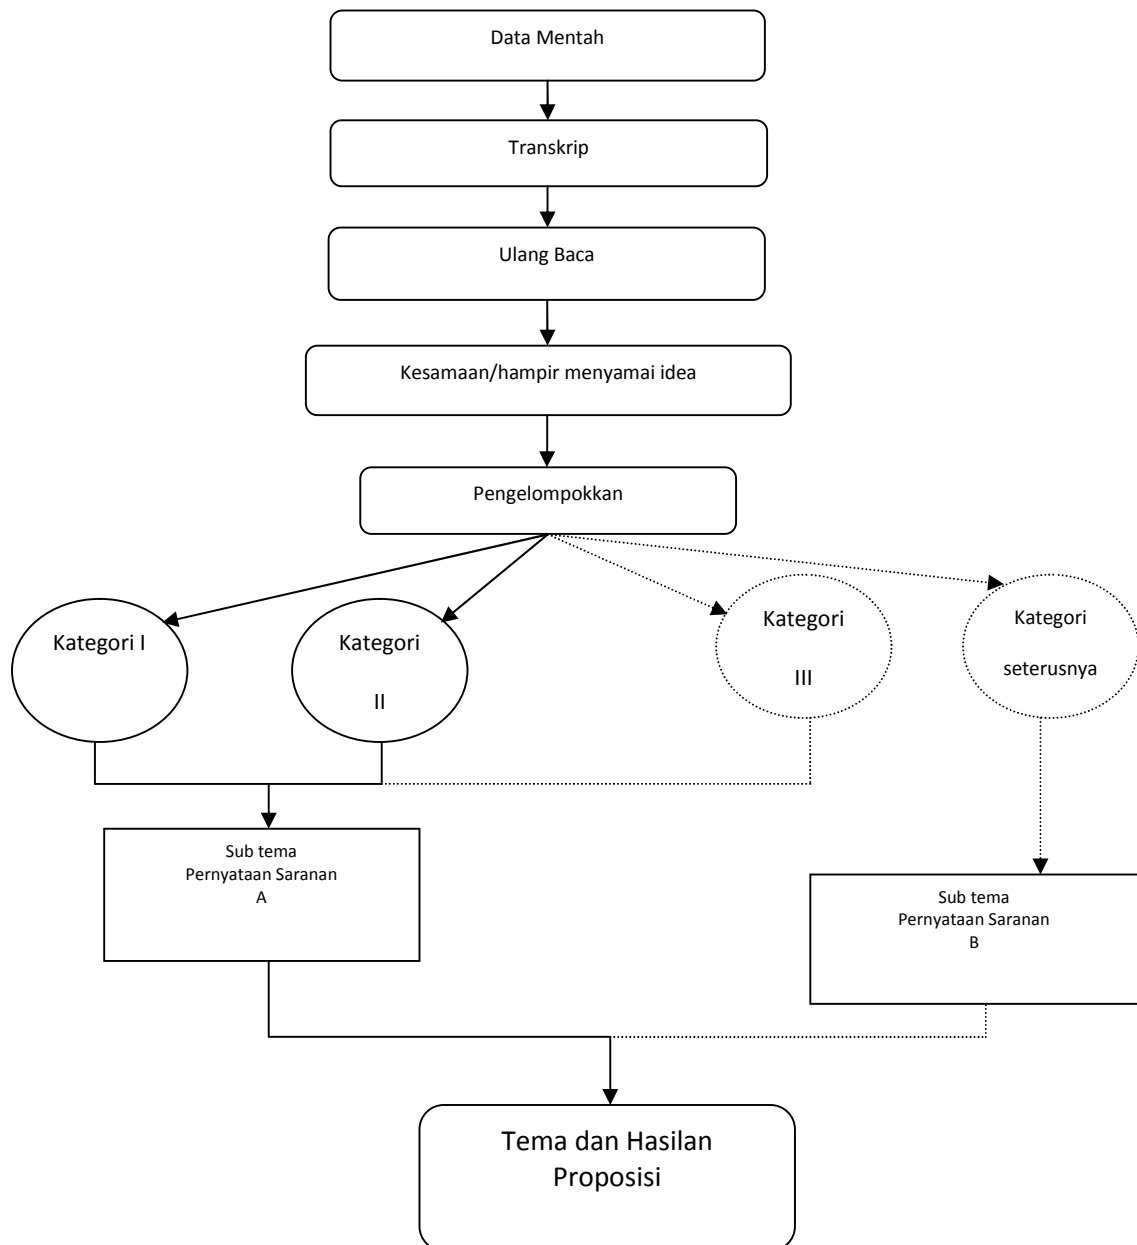 Data Mentah
Transkrip
Ulang Baca
Kesamaan/hampir menyamai idea
Pengelompokkan
Kategori I
Kategori
II
Kategori
III
Kategori
seterusnya
Sub tema
Pernyataan Saranan
A
Sub tema
Pernyataan Saranan
B
Tema dan Hasilan
Proposisi